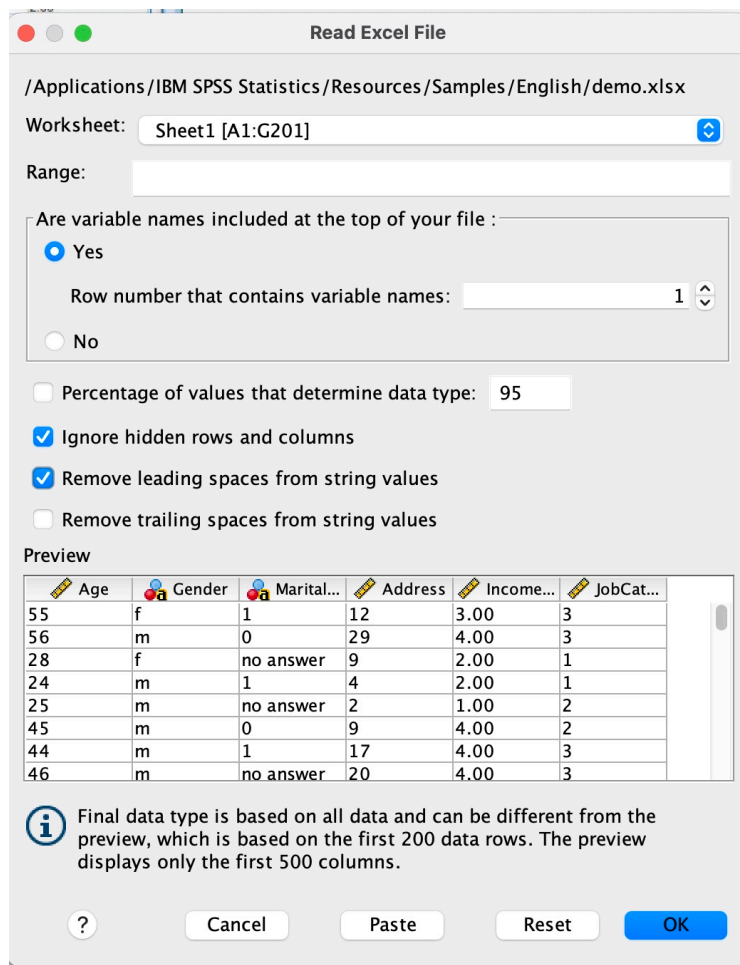 Read Excel File
/Applications/IBM SPSS Statistics/Resources/Samples/English/demo.xlsx
Worksheet: Sheet1 [A1:G201]
Range:
Are variable names included at the top of your file :
Yes
Row number that contains variable names: 1
No
Percentage of values that determine data type: 95
Ignore hidden rows and columns
Remove leading spaces from string values
Remove trailing spaces from string values
Preview
Age Gender Marital... Address Income... JobCat...
55 f 1 12 3.00 3
56 m 0 29 4.00 3
28 f no answer 9 2.00 1
24 m 1 4 2.00 1
25 m no answer 2 1.00 2
45 m 0 9 4.00 2
44 m 1 17 4.00 3
46 m no answer 20 4.00 3
Final data type is based on all data and can be different from the
preview, which is based on the first 200 data rows. The preview
displays only the first 500 columns.
? Cancel Paste Reset OK